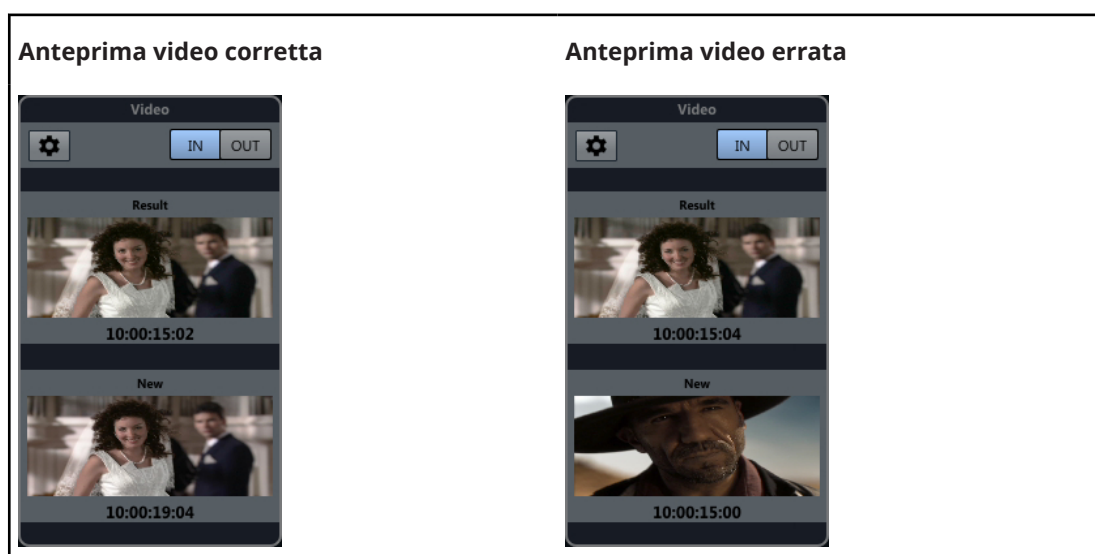 Anteprima video corretta
Video
IN OUT
Result
10:00:15:02
New
10:00:19:04
Anteprima video errata
Video
IN OUT
Result
10:00:15:04
New
10:00:15:00